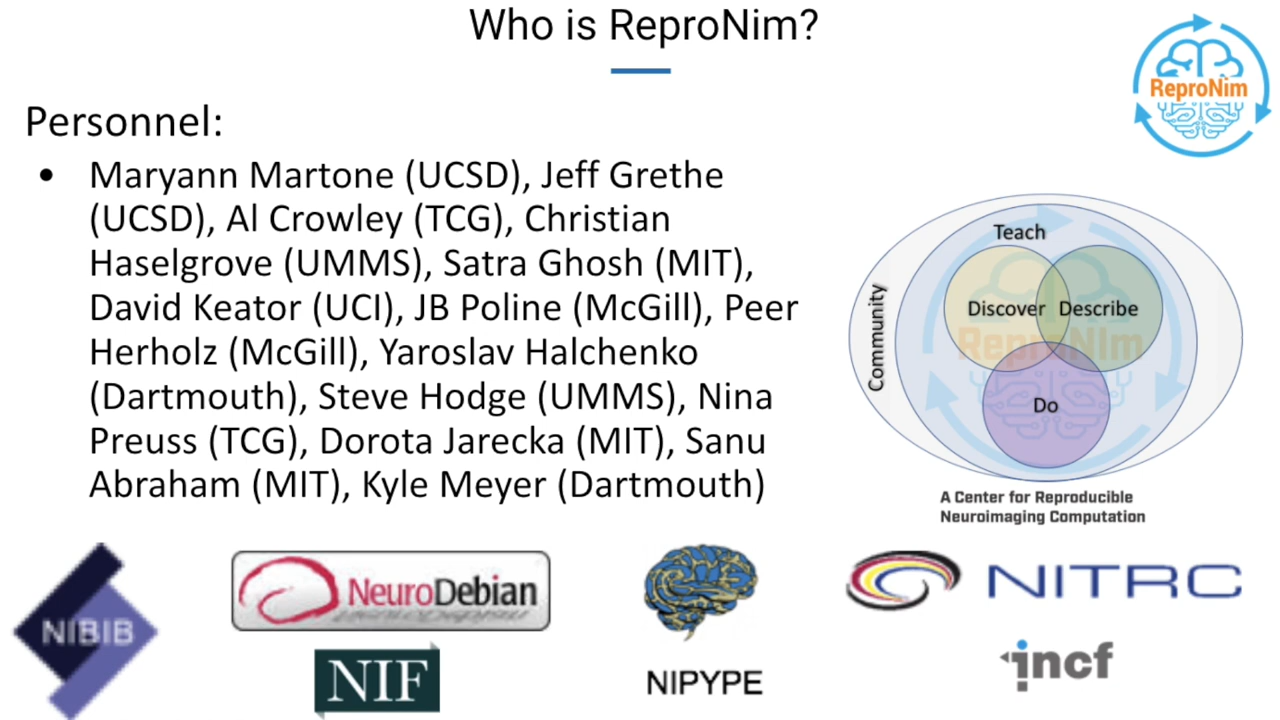 Who is ReproNim?
ReproNim
Personnel:
• Maryann Martone (UCSD), Jeff Grethe
(UCSD), Al Crowley (TCG), Christian
Haselgrove (UMMS), Satra Ghosh (MIT),
David Keator (UCI), JB Poline (McGill), Peer
Herholz (McGill), Yaroslav Halchenko
(Dartmouth), Steve Hodge (UMMS), Nina
Preuss (TCG), Dorota Jarecka (MIT), Sanu
Abraham (MIT), Kyle Meyer (Dartmouth)
Community
Teach
Discover
Describe
ReproNim
Do
A Center for Reproducible
Neuroimaging Computation
NIBIB
NeuroDebian
NIF
NIPYPE
NITRC
incf